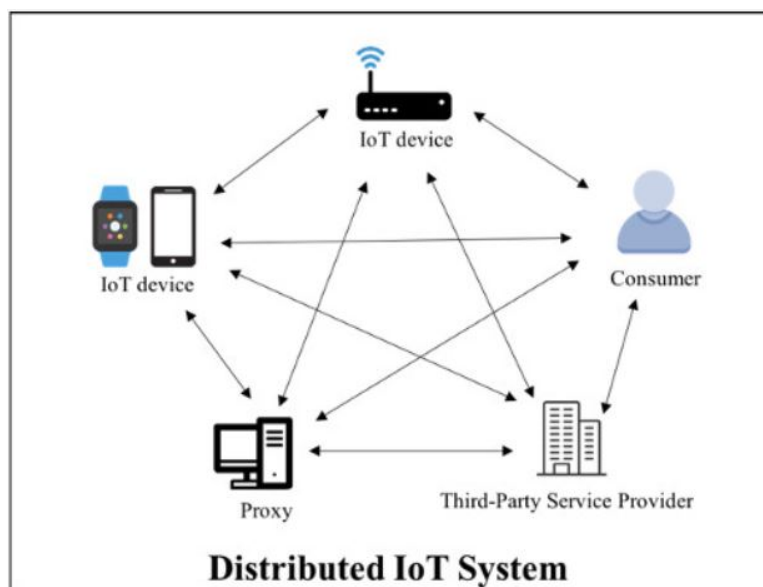 IoT device
IoT device
Consumer
Proxy
Third-Party Service Provider
Distributed IoT System